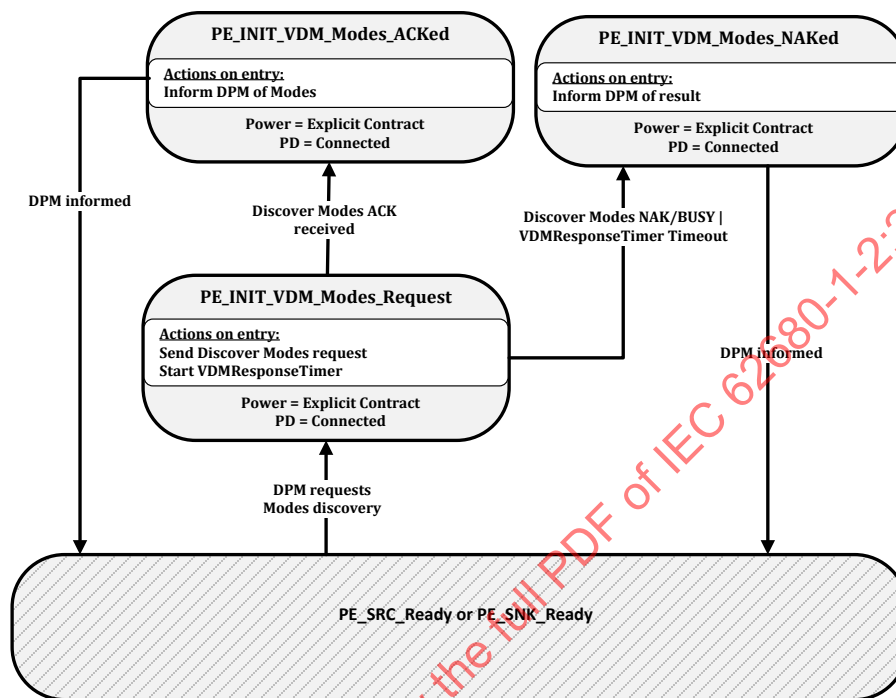 PE_INIT_VDM_Modes_ACKed
Actions on entry:
Inform DPM of Modes
Power = Explicit Contract
PD = Connected
PE_INIT_VDM_Modes_NAKed
Actions on entry:
Inform DPM of result
Power = Explicit Contract
PD = Connected
DPM informed
Discover Modes ACK
received
Discover Modes NAK/BUSY |
VDMResponseTimer Timeout
PE_INIT_VDM_Modes_Request
Actions on entry:
Send Discover Modes request
Start VDMResponseTimer
Power = Explicit Contract
PD = Connected
DPM informed
DPM requests
Modes discovery
PE_SRC_Ready or PE_SNK_Ready
the full PDF of IEC 62680-1-2: